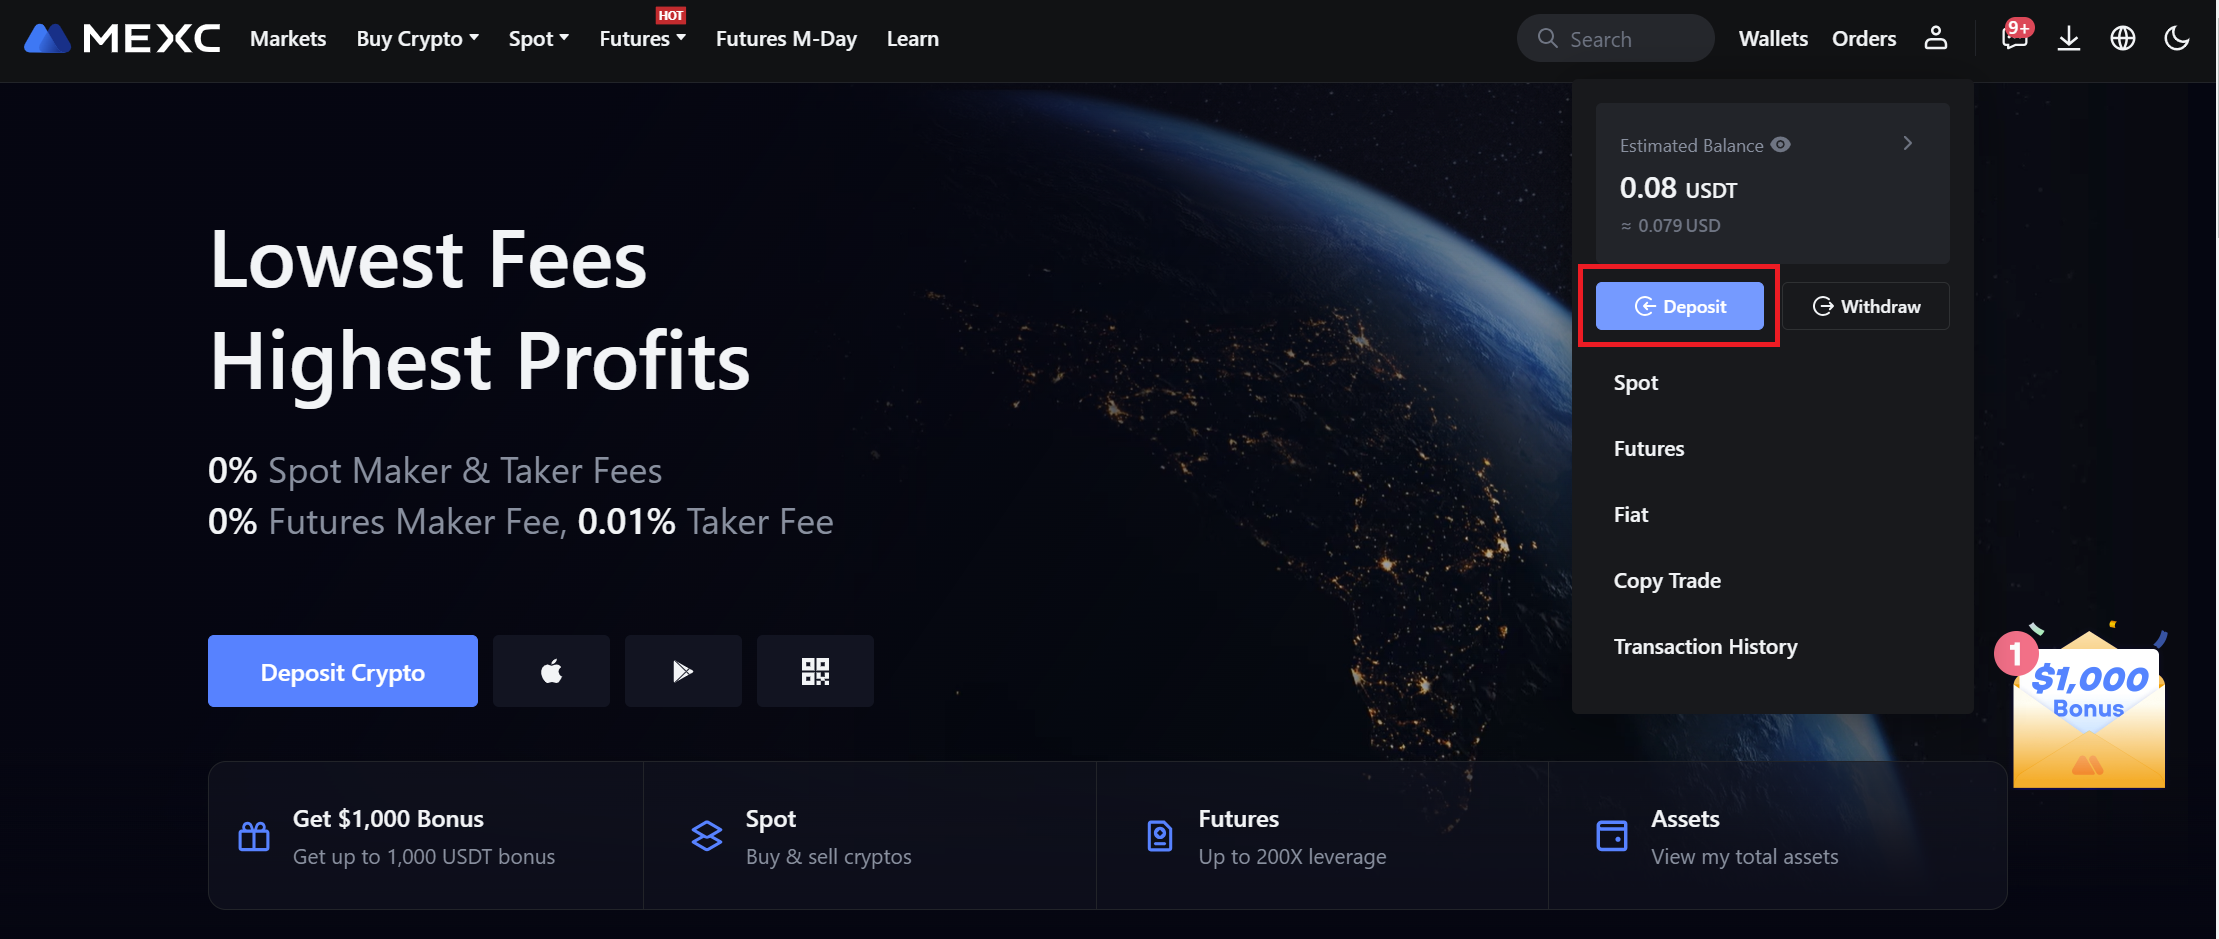 MEXC
Markets
Buy Crypto
Spot
Futures
HOT
Futures M-Day
Learn
Search
Wallets
Orders
9+
Estimated Balance
0.08 USDT
≈ 0.079 USD
Deposit
Withdraw
Spot
Futures
Fiat
Copy Trade
Transaction History
Lowest Fees
Highest Profits
0% Spot Maker & Taker Fees
0% Futures Maker Fee, 0.01% Taker Fee
Deposit Crypto
1
$1,000
Bonus
Get $1,000 Bonus
Get up to 1,000 USDT bonus
Spot
Buy & sell cryptos
Futures
Up to 200X leverage
Assets
View my total assets